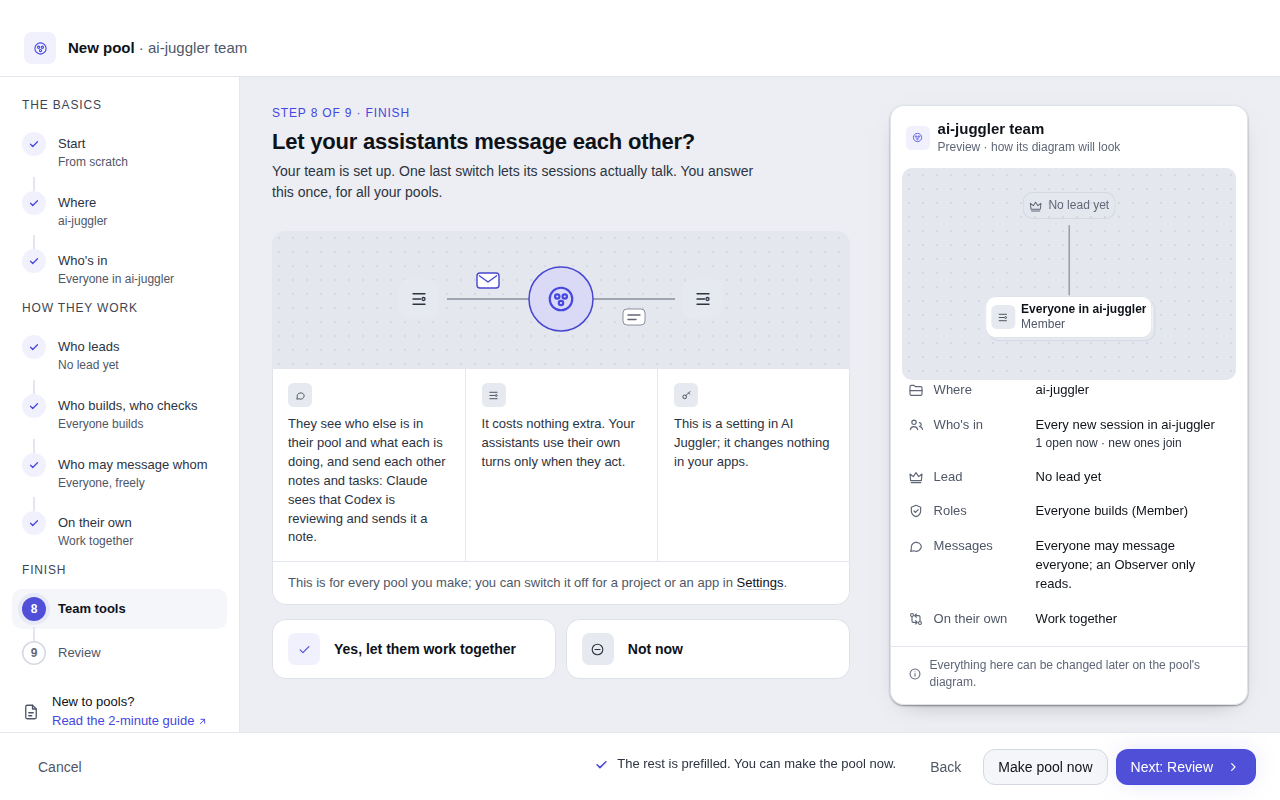 New pool · ai-juggler team
THE BASICS
Start
From scratch
Where
ai-juggler
Who's in
Everyone in ai-juggler
HOW THEY WORK
Who leads
No lead yet
Who builds, who checks
Everyone builds
Who may message whom
Everyone, freely
On their own
Work together
FINISH
8 Team tools
9 Review
New to pools?
Read the 2-minute guide
STEP 8 OF 9 · FINISH
Let your assistants message each other?
Your team is set up. One last switch lets its sessions actually talk. You answer
this once, for all your pools.
They see who else is in
their pool and what each is
doing, and send each other
notes and tasks: Claude
sees that Codex is
reviewing and sends it a
note.
It costs nothing extra. Your
assistants use their own
turns only when they act.
This is a setting in AI
Juggler; it changes nothing
in your apps.
This is for every pool you make; you can switch it off for a project or an app in Settings.
Yes, let them work together
Not now
ai-juggler team
Preview · how its diagram will look
No lead yet
Everyone in ai-juggler
Member
Where ai-juggler
Who's in Every new session in ai-juggler
1 open now · new ones join
Lead No lead yet
Roles Everyone builds (Member)
Messages Everyone may message
everyone; an Observer only
reads.
On their own Work together
Everything here can be changed later on the pool's
diagram.
Cancel
The rest is prefilled. You can make the pool now.
Back
Make pool now
Next: Review